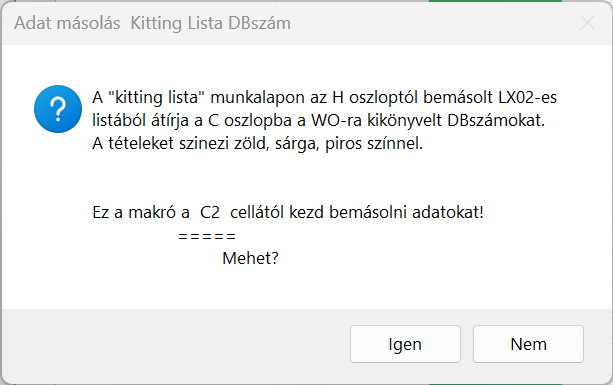 Adat másolás  Kitting Lista DBszám
A "kitting lista" munkalapon az H oszloptól bemásolt LX02-es
listából átírja a C oszlopba a WO-ra kikönyvelt DBszámokat.
A tételeket szinezi zöld, sárga, piros színnel.
Ez a makró a  C2  cellától kezd bemásolni adatokat!
=====
Mehet?
Igen
Nem